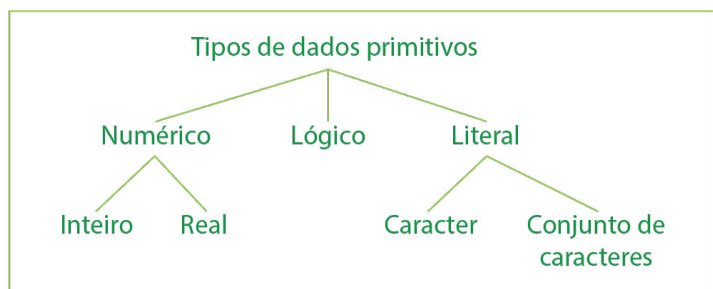 Tipos de dados primitivos
Numérico Lógico Literal
Inteiro Real Caracter Conjunto de
caracteres